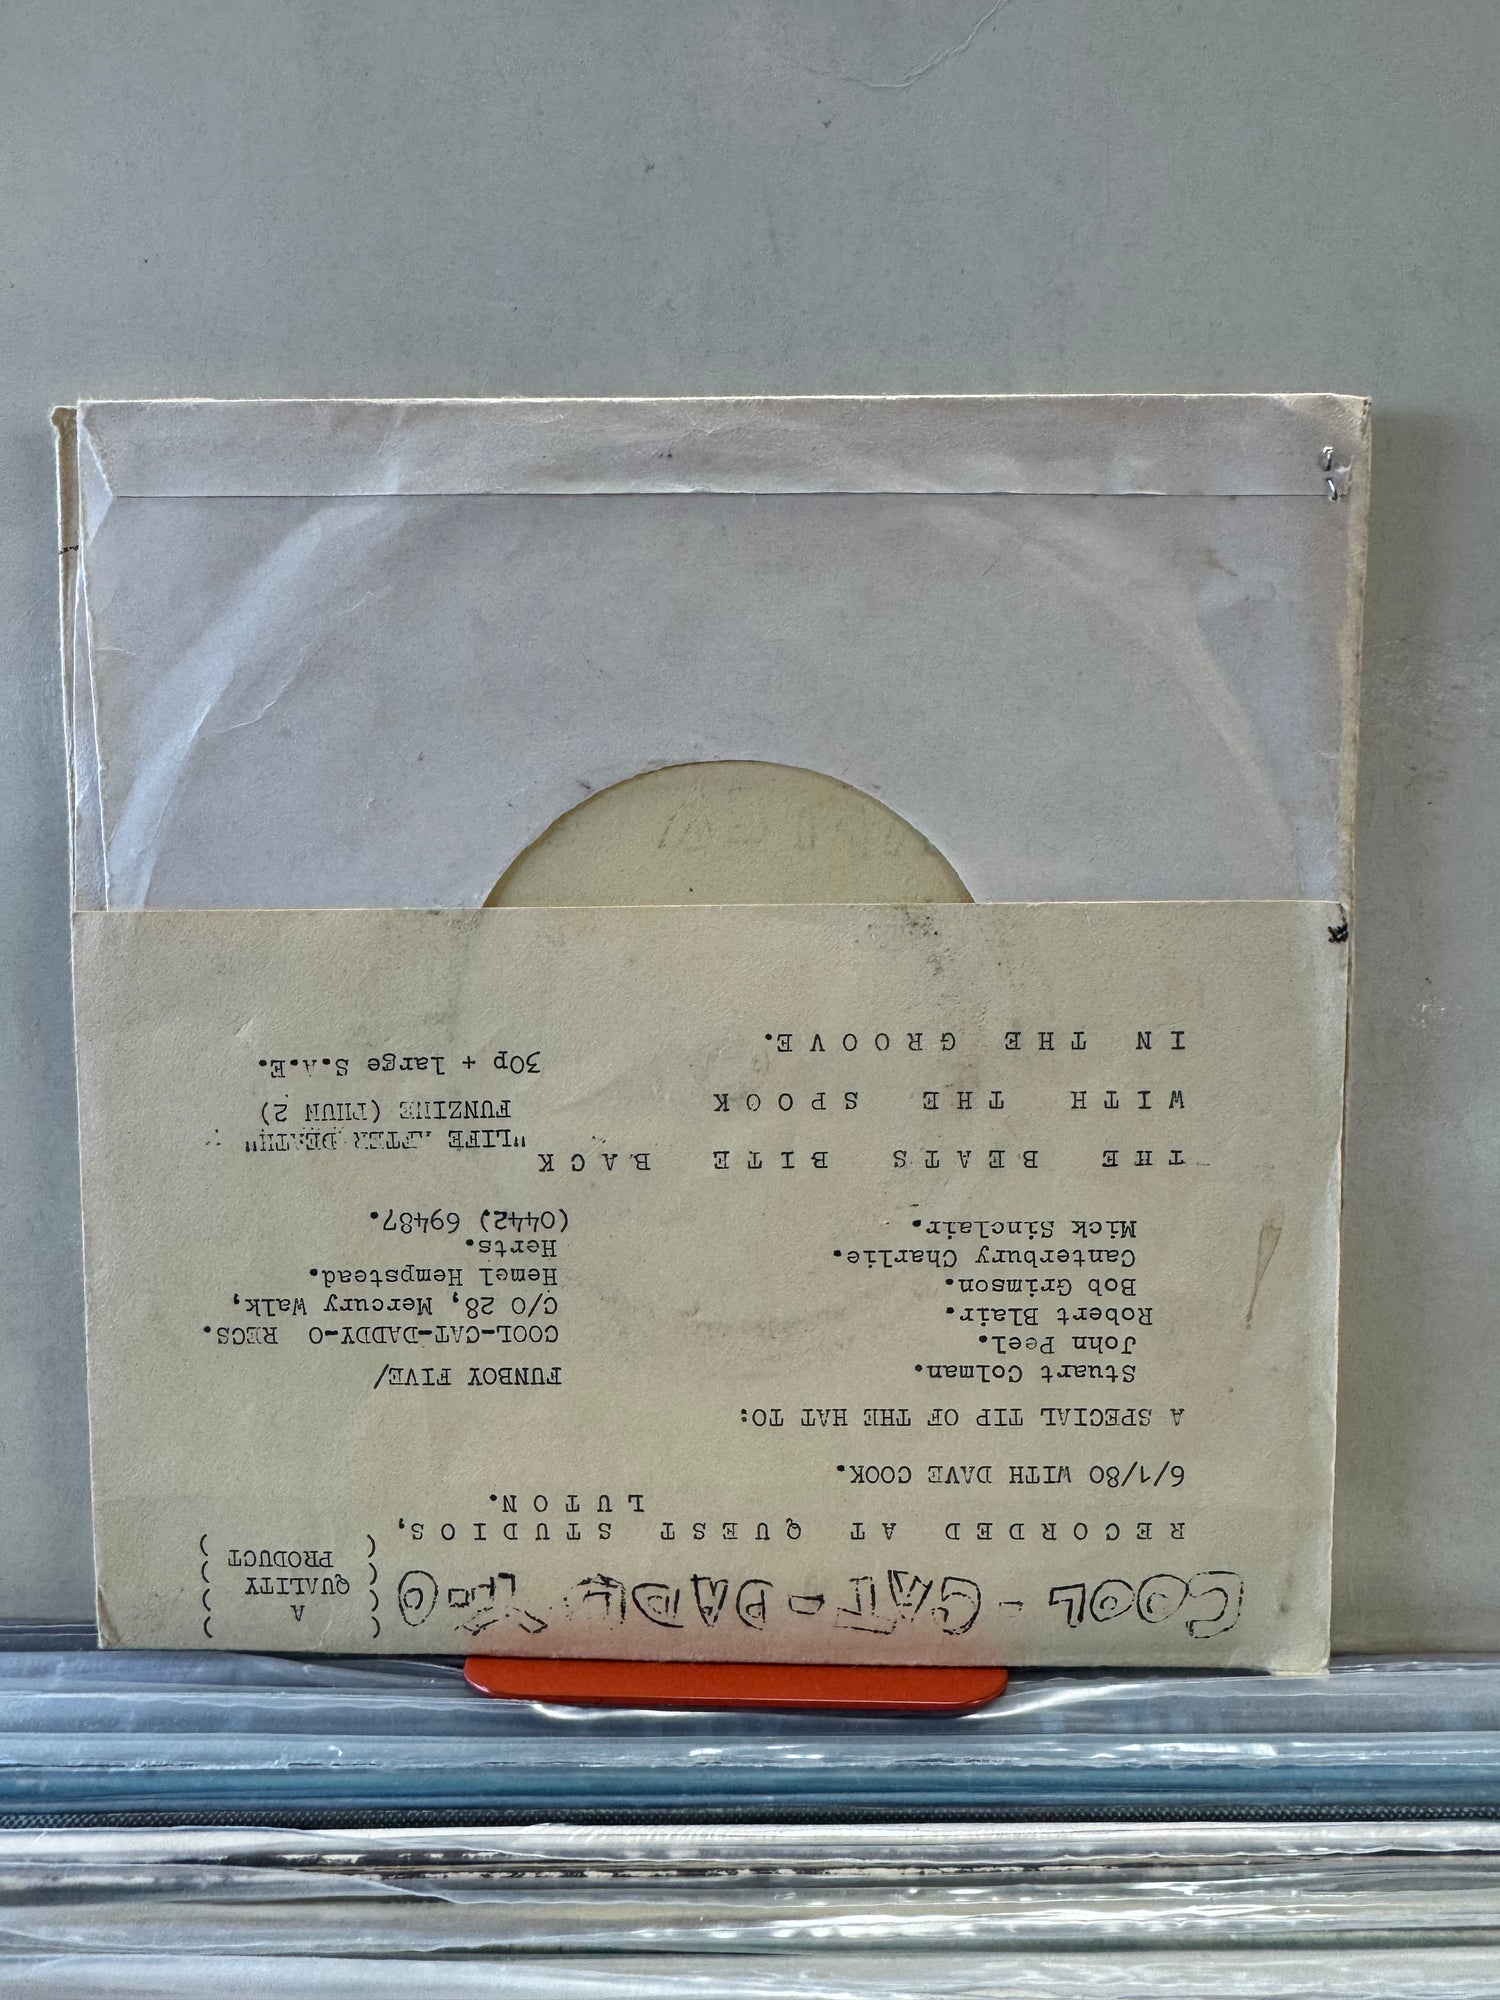 COOL-CAT-DADDY-O
A
QUALITY
PRODUCT
RECORDED AT QUEST STUDIOS,
LUTON.
6/1/80 WITH DAVE COOK.
A SPECIAL TIP OF THE HAT TO:
Stuart Colman.
John Peel.
Robert Blair.
Bob Grimson.
Canterbury Charlie.
Mick Sinclair.
THE BEATS BITE BACK
WITH THE SPOOK
IN THE GROOVE.
FUNBOY FIVE/
COOL-CAT-DADDY-O RECS.
C/O 28, Mercury Walk,
Hemel Hempstead.
Herts.
(0442) 69487.
"LIFE AFTER DEATH"
FUNZINE (PHUN 2)
30p + large S.A.E.